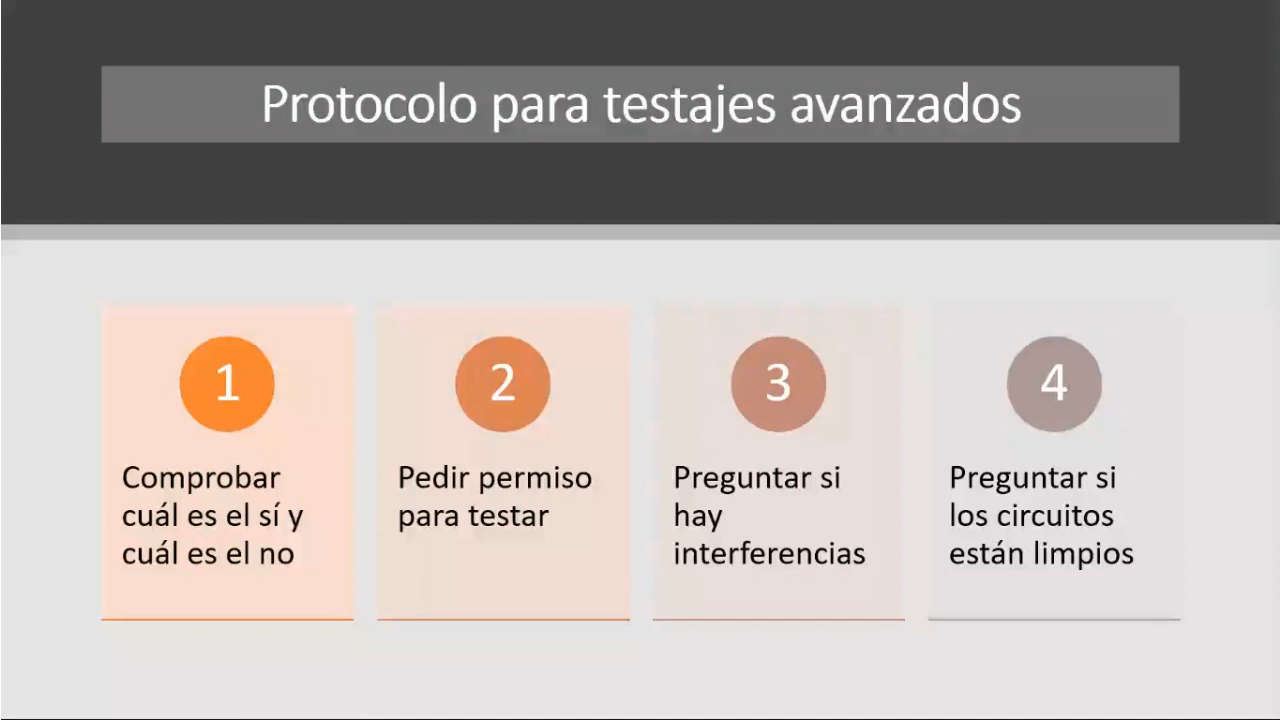 Protocolo para testajes avanzados
1
Comprobar
cuál es el sí y
cuál es el no
2
Pedir permiso
para testar
3
Preguntar si
hay
interferencias
4
Preguntar si
los circuitos
están limpios